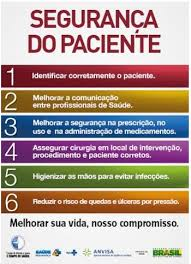 SEGURANÇA
DO PACIENTE
1 Identificar corretamente o paciente.
2 Melhorar a comunicação
entre profissionais de Saúde.
3 Melhorar a segurança na prescrição, no
uso e na administração de medicamentos.
4 Assegurar cirurgia em local de intervenção,
procedimento e paciente corretos.
5 Higienizar as mãos para evitar infecções.
6 Reduzir o risco de quedas e úlceras por pressão.
Melhorar sua vida, nosso compromisso.
SAÚDE
SUS
ANVISA
BRASIL